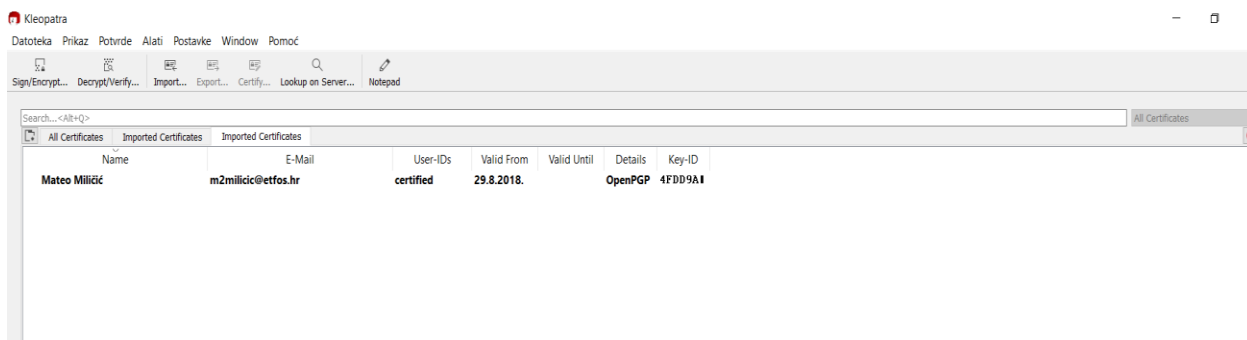 Kleopatra
Datoteka Prikaz Potvrde Alati Postavke Window Pomoć
Sign/Encrypt... Decrypt/Verify... Import... Export... Certify... Lookup on Server... Notepad
Search...<Alt+Q> All Certificates
All Certificates Imported Certificates Imported Certificates
Name E-Mail User-IDs Valid From Valid Until Details Key-ID
Mateo Miličić m2milicic@etfos.hr certified 29.8.2018. OpenPGP